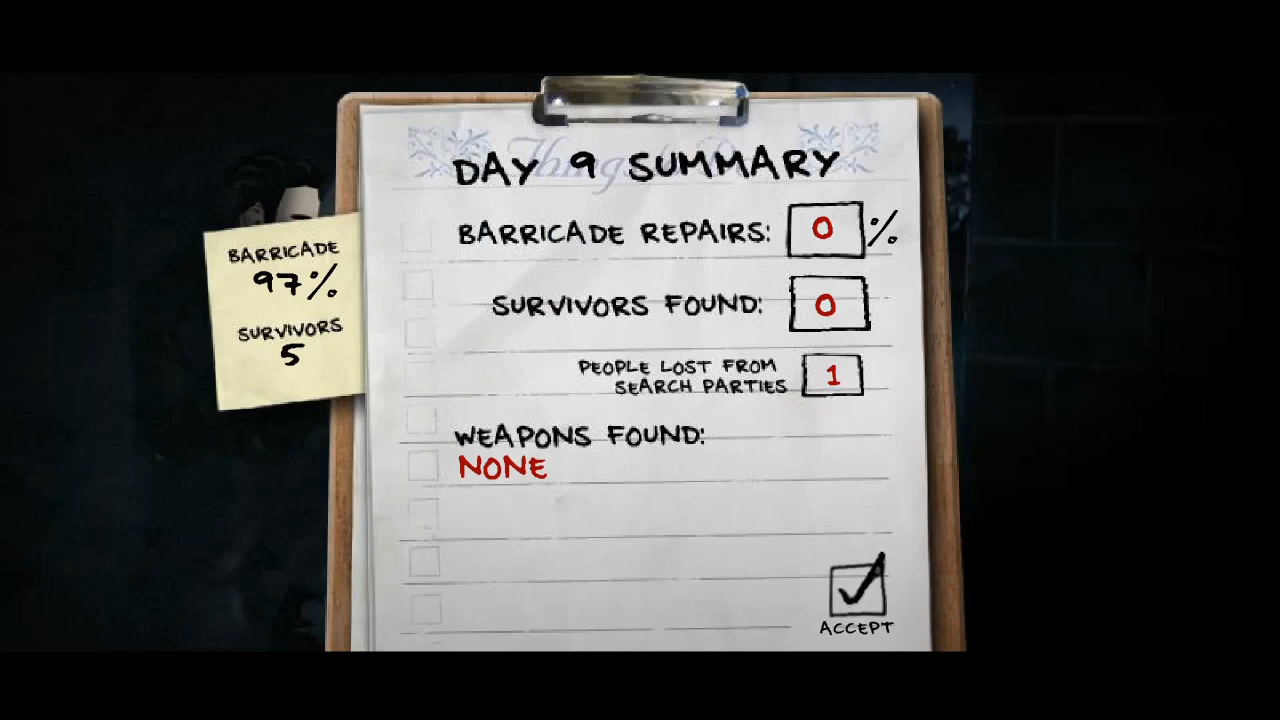 DAY 9 SUMMARY
BARRICADE REPAIRS: 0 %
SURVIVORS FOUND: 0
PEOPLE LOST FROM
SEARCH PARTIES 1
WEAPONS FOUND:
NONE
ACCEPT
BARRICADE
97%
SURVIVORS
5